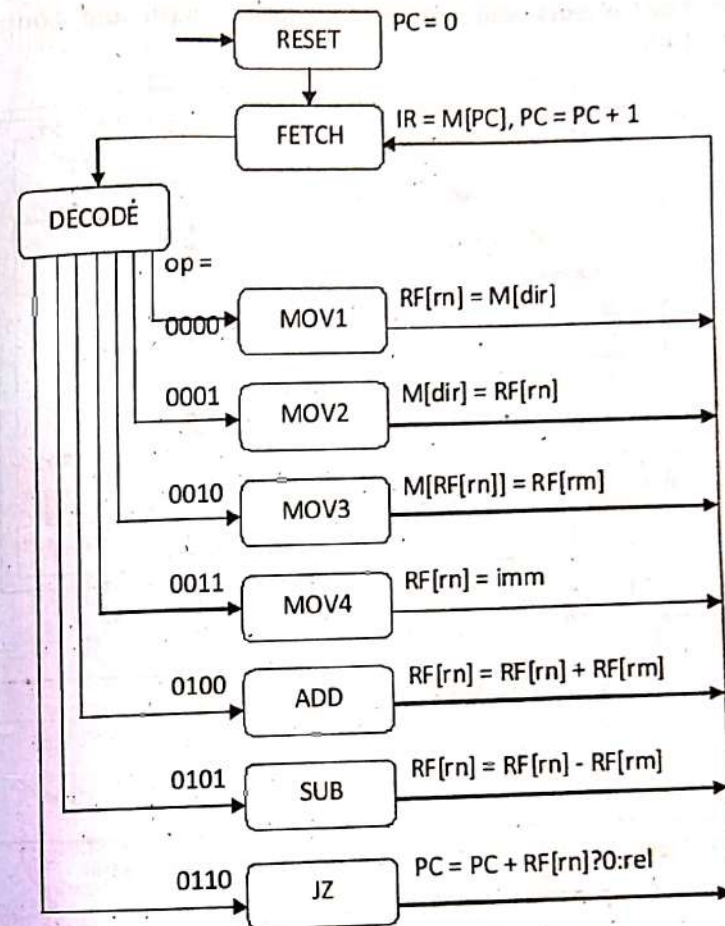 RESET
PC = 0
FETCH
IR = M[PC], PC = PC + 1
DECODE
op =
0000
MOV1
RF[rn] = M[dir]
0001
MOV2
M[dir] = RF[rn]
0010
MOV3
M[RF[rn]] = RF[rm]
0011
MOV4
RF[rn] = imm
0100
ADD
RF[rn] = RF[rn] + RF[rm]
0101
SUB
RF[rn] = RF[rn] - RF[rm]
0110
JZ
PC = PC + RF[rn]?0:rel